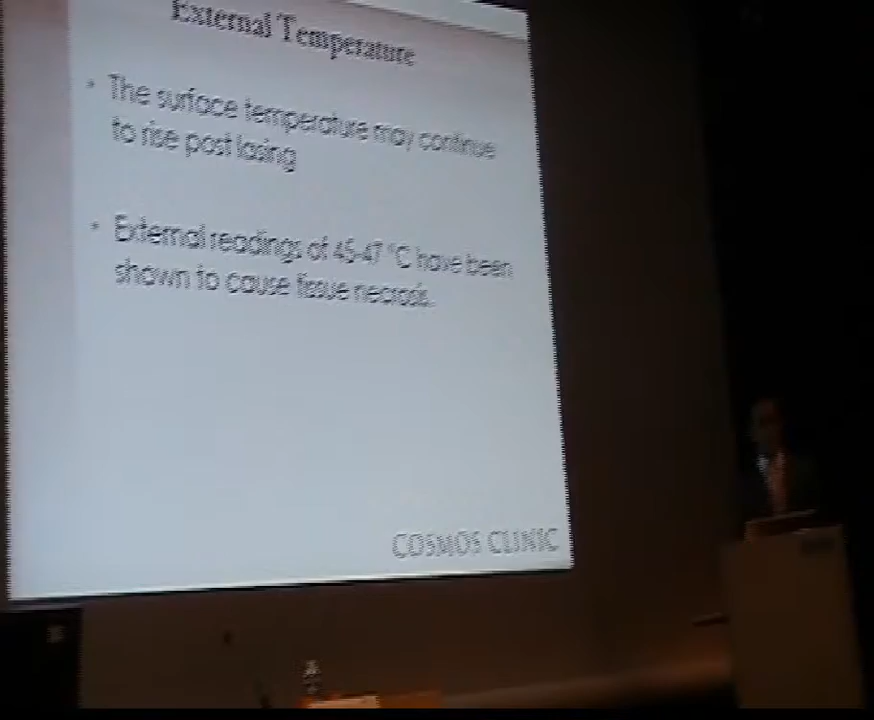 External Temperature
• The surface temperature may continue
to rise post lasing
• External readings of 45-47 °C have been
shown to cause tissue necrosis.
COSMOS CLINIC